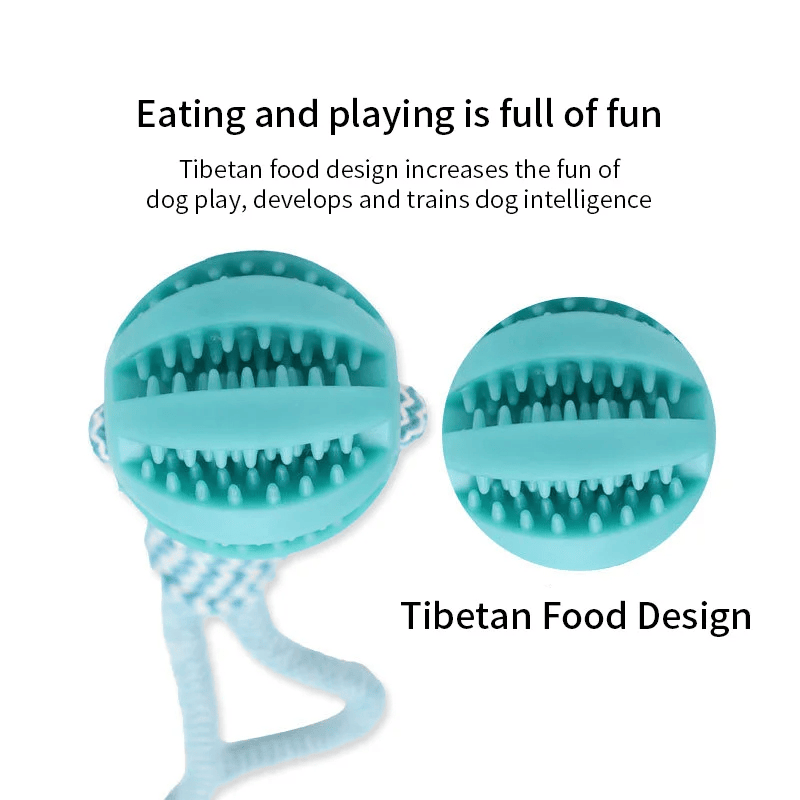 Eating and playing is full of fun
Tibetan food design increases the fun of
dog play, develops and trains dog intelligence
Tibetan Food Design